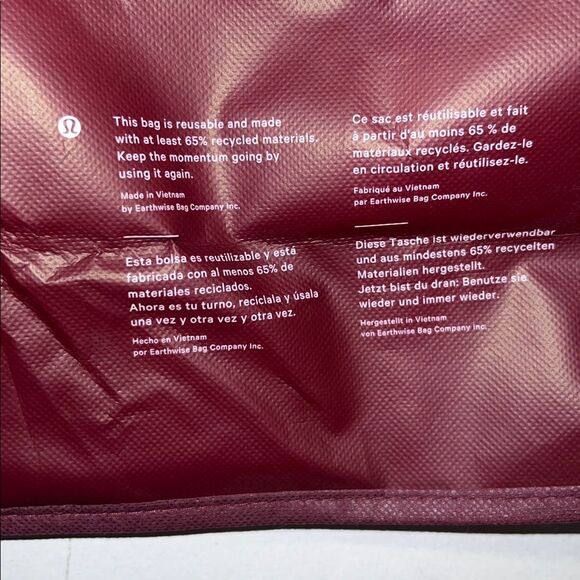 This bag is reusable and made
with at least 65% recycled materials.
Keep the momentum going by
using it again.
Made in Vietnam
by Earthwise Bag Company Inc.
Ce sac est réutilisable et fait
à partir d'au moins 65 % de
matériaux recyclés. Gardez-le
en circulation et réutilisez-le.
Fabriqué au Vietnam
par Earthwise Bag Company Inc.
Esta bolsa es reutilizable y está
fabricada con al menos 65% de
materiales reciclados.
Ahora es tu turno, recíclala y úsala
una vez y otra vez y otra vez.
Hecho en Vietnam
por Earthwise Bag Company Inc.
Diese Tasche ist wiederverwendbar
und aus mindestens 65% recycelten
Materialien hergestellt.
Jetzt bist du dran: Benutze sie
wieder und immer wieder.
Hergestellt in Vietnam
von Earthwise Bag Company Inc.